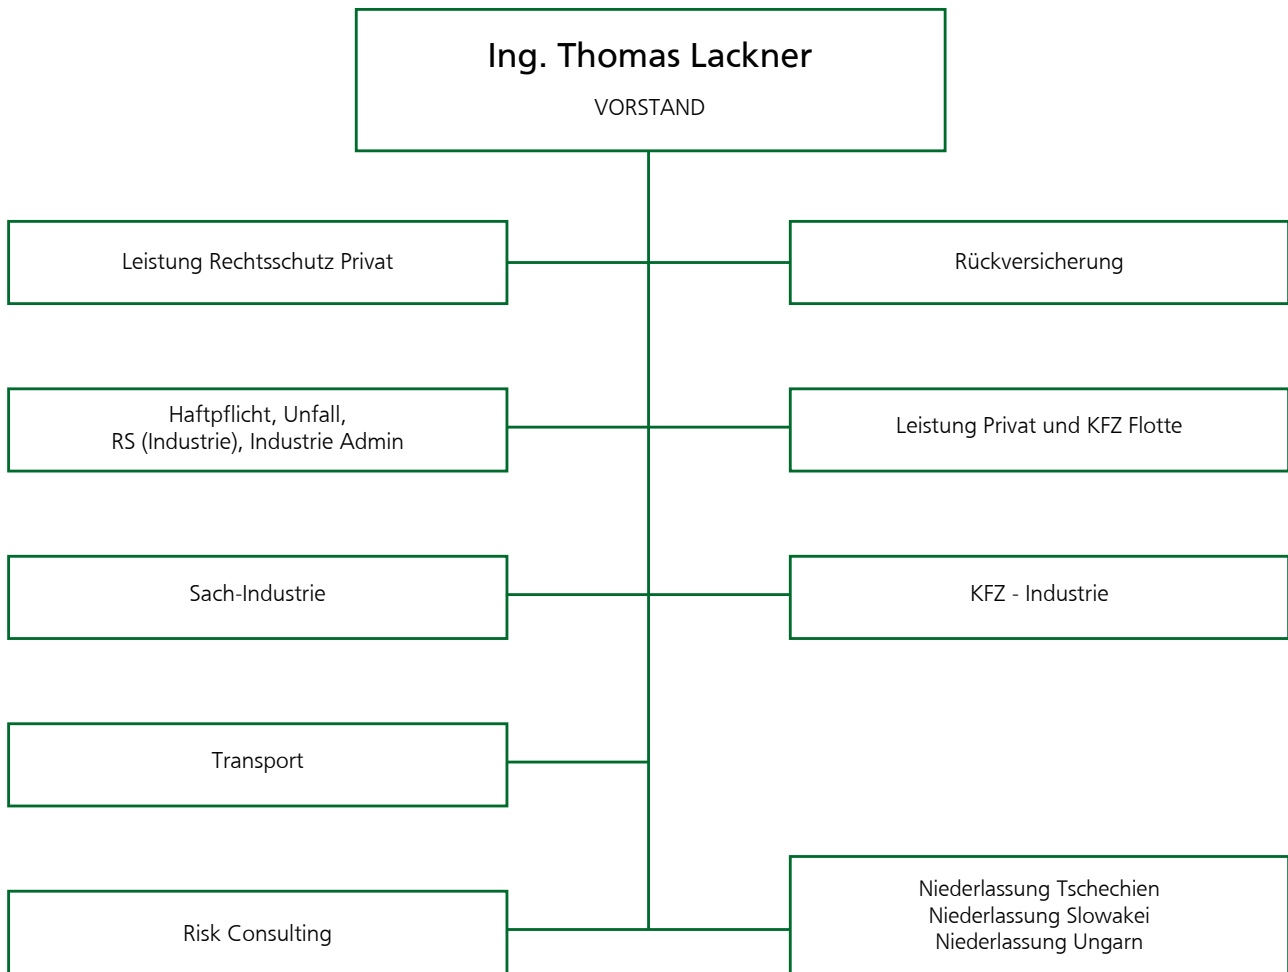 Ing. Thomas Lackner
VORSTAND
Leistung Rechtsschutz Privat
Rückversicherung
Haftpflicht, Unfall,
RS (Industrie), Industrie Admin
Leistung Privat und KFZ Flotte
Sach-Industrie
KFZ - Industrie
Transport
Risk Consulting
Niederlassung Tschechien
Niederlassung Slowakei
Niederlassung Ungarn